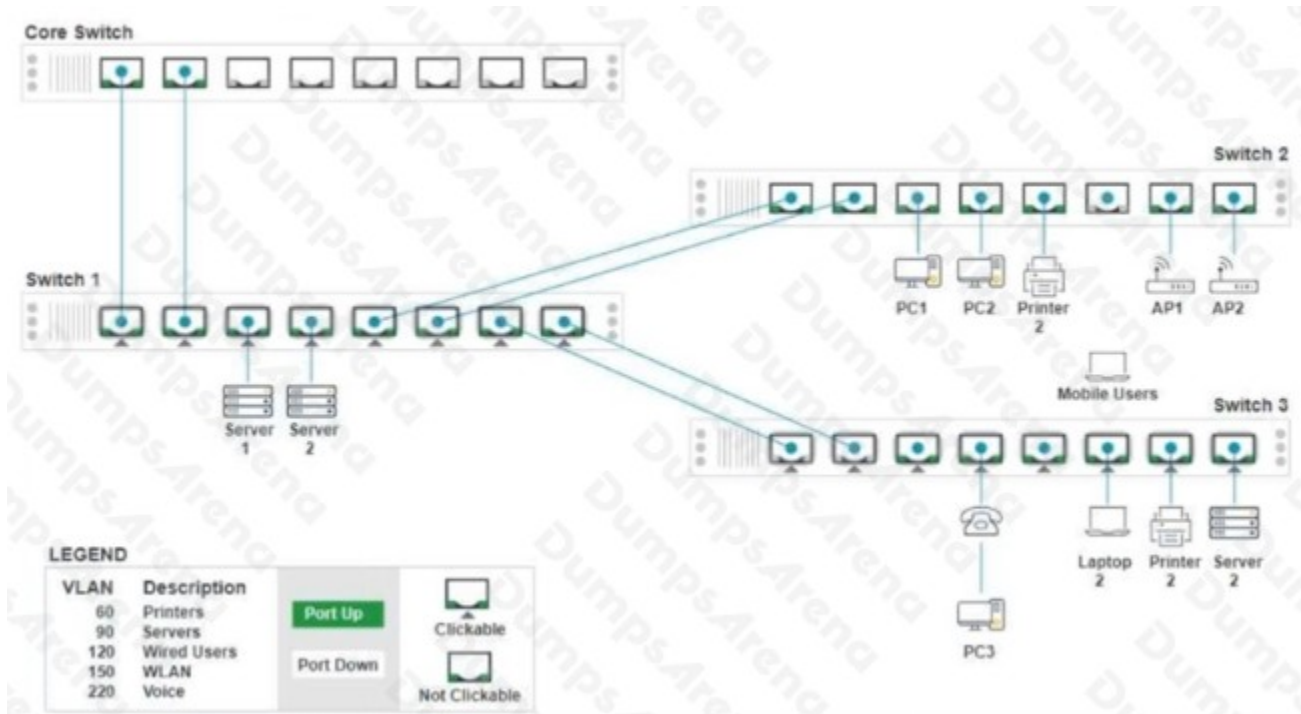 Core Switch
Switch 2
PC1
PC2
Printer 2
AP1
AP2
Switch 1
Server 1
Server 2
Mobile Users
Switch 3
Laptop 2
Printer 2
Server 2
PC3
LEGEND
VLAN Description
60 Printers
90 Servers
120 Wired Users
150 WLAN
220 Voice
Port Up
Port Down
Clickable
Not Clickable
DumpsArena